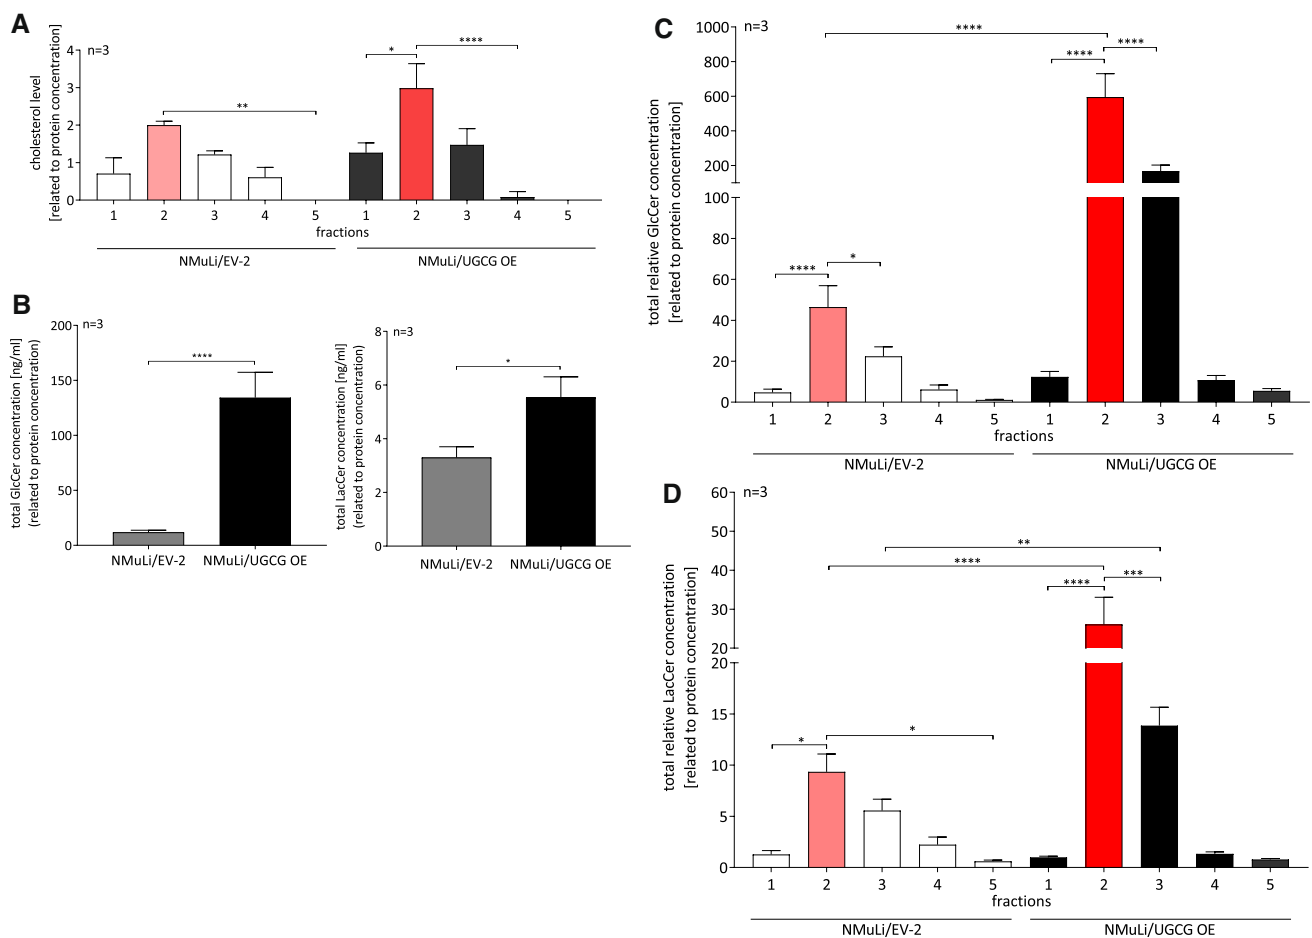 A
n=3
cholesterol level
[related to protein concentration]
4
3
2
1
0
**
*
****
1 2 3 4 5 1 2 3 4 5
fractions
NMuLi/EV-2 NMuLi/UGCG OE
B
n=3
total GlcCer concentration [ng/ml]
(related to protein concentration)
200
150
100
50
0
****
NMuLi/EV-2 NMuLi/UGCG OE
n=3
total LacCer concentration [ng/ml]
(related to protein concentration)
8
6
4
2
0
*
NMuLi/EV-2 NMuLi/UGCG OE
C
n=3
total relative GlcCer concentration
[related to protein concentration]
1000
800
600
400
200
100
80
60
40
20
0
****
****
****
****
*
1 2 3 4 5 1 2 3 4 5
fractions
NMuLi/EV-2 NMuLi/UGCG OE
D
n=3
total relative LacCer concentration
[related to protein concentration]
60
50
40
30
20
20
15
10
5
0
**
****
****
***
*
*
1 2 3 4 5 1 2 3 4 5
fractions
NMuLi/EV-2 NMuLi/UGCG OE